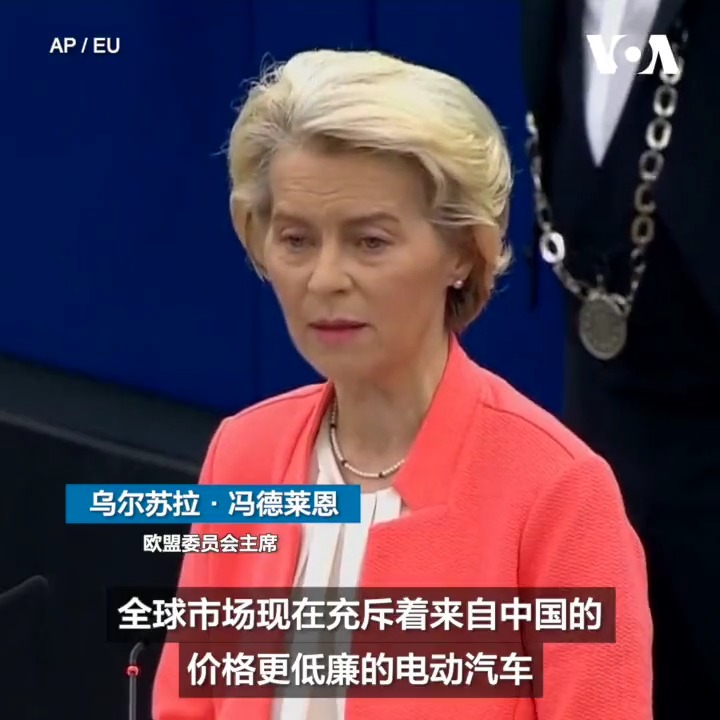 AP / EU
VOA
乌尔苏拉·冯德莱恩
欧盟委员会主席
全球市场现在充斥着来自中国的
价格更低廉的电动汽车